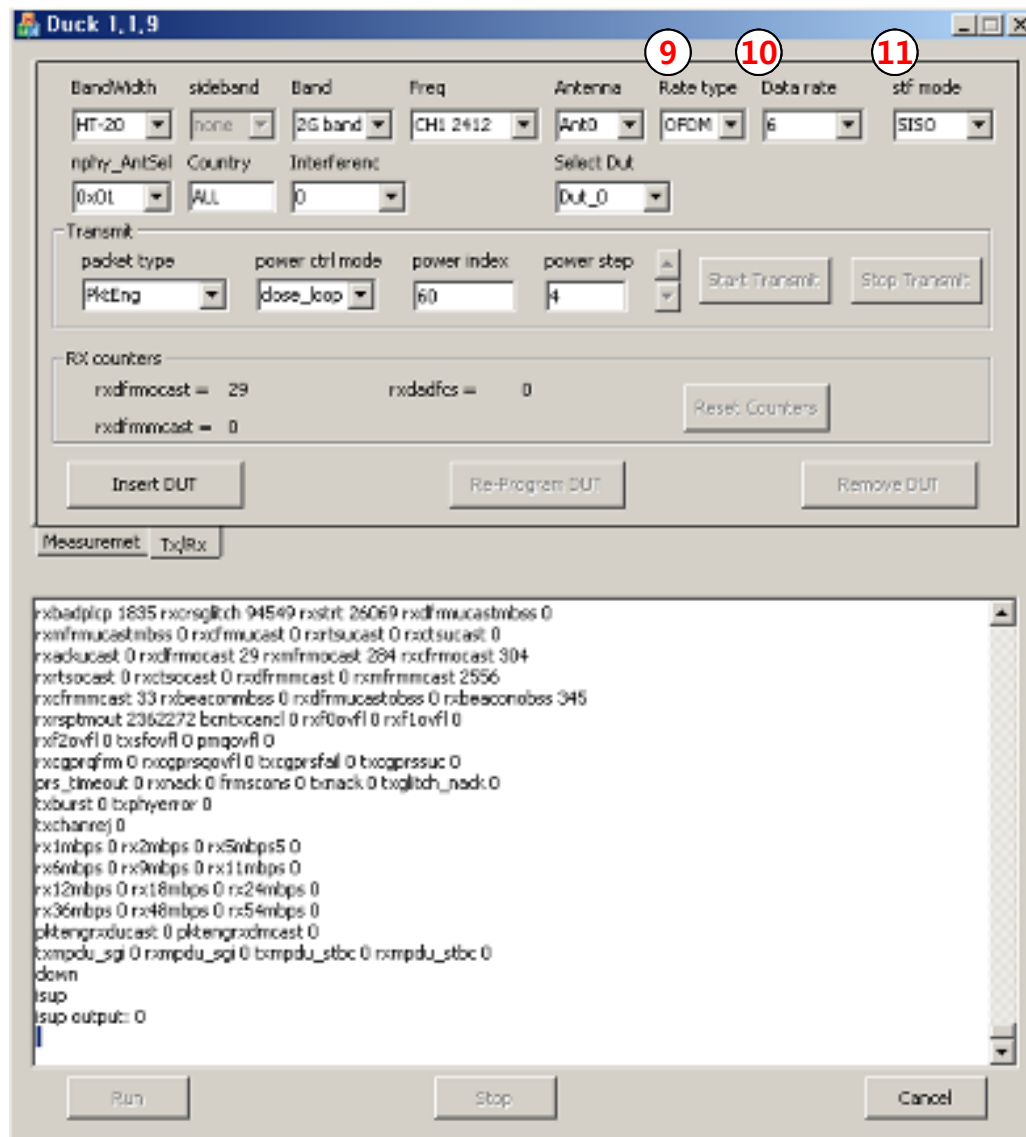 Duck 1,1,9
9 10 11
BandWidth sideband Band Freq Antenna Rate type Data rate stf mode
HT-20 none 2G band CH1 2412 Ant0 OFDM 6 SISO
nphy_AntSel Country Interferenc Select Dut
0x01 ALL 0 Dut_0
Transmit
packet type power ctrl mode power index power step
PktEng close_loop 60 4 Start Transmit Stop Transmit
RX counters
rxdfrmocast = 29 rxdadfcs = 0
Reset Counters
rxdfrmmcast = 0
Insert DUT Re-Program DUT Remove DUT
Measuremet Tx/Rx
rxbadplcp 1835 rxcrsglitch 94549 rxstrt 26069 rxdfrmucastmbss 0
rxmfrmucastmbss 0 rxcfrmucast 0 rxrtsucast 0 rxctsucast 0
rxackucast 0 rxdfrmocast 29 rxmfrmocast 284 rxcfrmocast 304
rxrtsocast 0 rxctsocast 0 rxdfrmmcast 0 rxmfrmmcast 2556
rxcfrmmcast 33 rxbeaconmbss 0 rxdfrmucastobss 0 rxbeaconobss 345
rxrsptmout 2362272 bcntxcancl 0 rxf0ovfl 0 rxf1ovfl 0
rxf2ovfl 0 txsfovfl 0 pmqovfl 0
rxcgprqfrm 0 rxcgprsqovfl 0 txcgprsfail 0 txcgprssuc 0
prs_timeout 0 rxnack 0 frmscons 0 txnack 0 txglitch_nack 0
txburst 0 txphyerror 0
txchanrej 0
rx1mbps 0 rx2mbps 0 rx5mbps5 0
rx6mbps 0 rx9mbps 0 rx11mbps 0
rx12mbps 0 rx18mbps 0 rx24mbps 0
rx36mbps 0 rx48mbps 0 rx54mbps 0
pktengrxducast 0 pktengrxdmcast 0
txmpdu_sgi 0 rxmpdu_sgi 0 txmpdu_stbc 0 rxmpdu_stbc 0
down
isup
isup output: 0
Run Stop Cancel